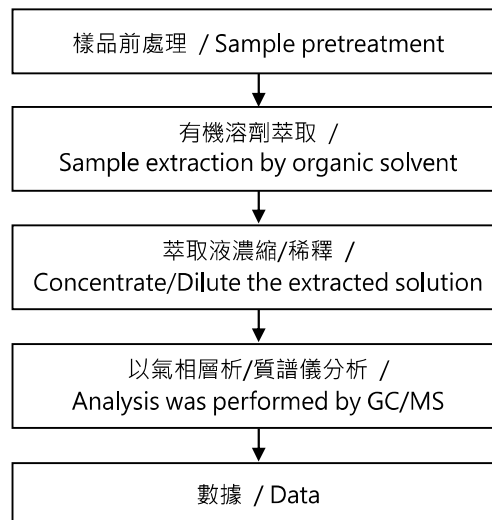 樣品前處理 / Sample pretreatment
有機溶劑萃取 /
Sample extraction by organic solvent
萃取液濃縮/稀釋 /
Concentrate/Dilute the extracted solution
以氣相層析/質譜儀分析 /
Analysis was performed by GC/MS
數據 / Data